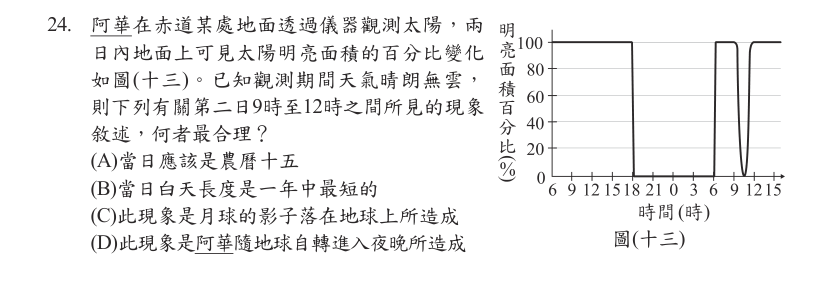 24. 阿華在赤道某處地面透過儀器觀測太陽，兩
日內地面上可見太陽明亮面積的百分比變化
如圖(十三)。已知觀測期間天氣晴朗無雲，
則下列有關第二日9時至12時之間所見的現象
敘述，何者最合理？
(A)當日應該是農曆十五
(B)當日白天長度是一年中最短的
(C)此現象是月球的影子落在地球上所造成
(D)此現象是阿華隨地球自轉進入夜晚所造成
明亮面積百分比(%)
100
80
60
40
20
0
6 9 12 15 18 21 0 3 6 9 12 15
時間(時)
圖(十三)